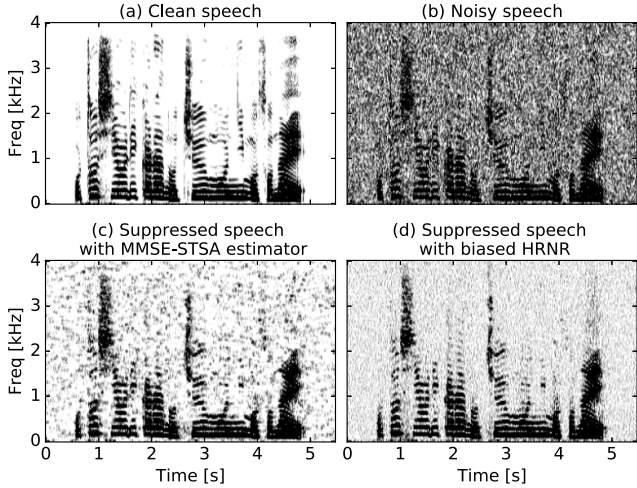 (a) Clean speech
(b) Noisy speech
Freq [kHz]
4
3
2
1
0
(c) Suppressed speech
with MMSE-STSA estimator
(d) Suppressed speech
with biased HRNR
Freq [kHz]
4
3
2
1
0
0 1 2 3 4 5
0 1 2 3 4 5
Time [s]
Time [s]